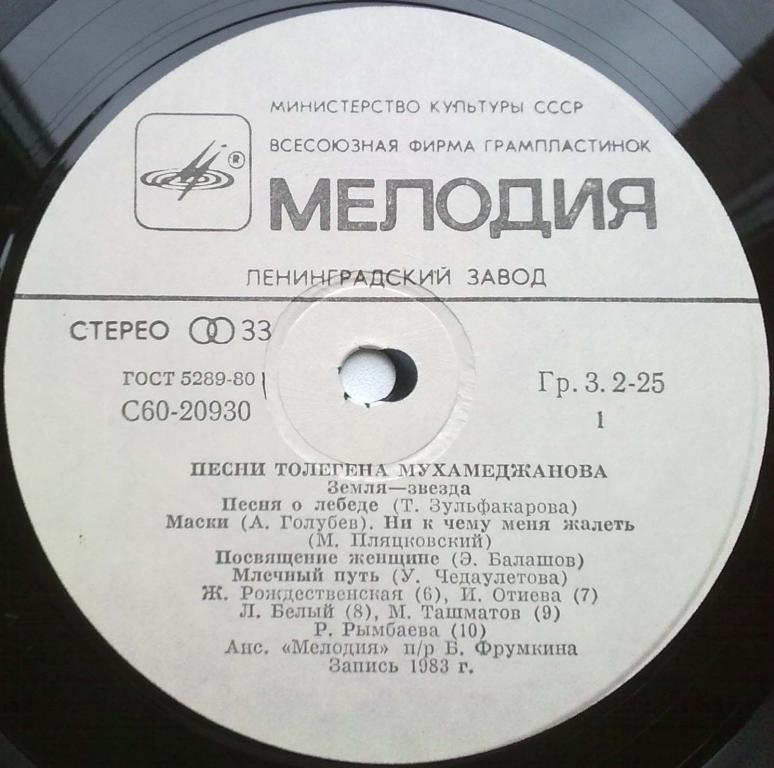 МИНИСТЕРСТВО КУЛЬТУРЫ СССР
ВСЕСОЮЗНАЯ ФИРМА ГРАМПЛАСТИНОК
®
МЕЛОДИЯ
ЛЕНИНГРАДСКИЙ ЗАВОД
СТЕРЕО 33
ГОСТ 5289-80
Гр. 3. 2-25
С60-20930
1
ПЕСНИ ТОЛЕГЕНА МУХАМЕДЖАНОВА
Земля—звезда
Песня о лебеде (Т. Зульфакарова)
Маски (А. Голубев). Ни к чему меня жалеть
(М. Пляцковский)
Посвящение женщине (Э. Балашов)
Млечный путь (У. Чедаулетова)
Ж. Рождественская (6), И. Отиева (7)
Л. Белый (8), М. Ташматов (9)
Р. Рымбаева (10)
Анс. «Мелодия» п/р Б. Фрумкина
Запись 1983 г.